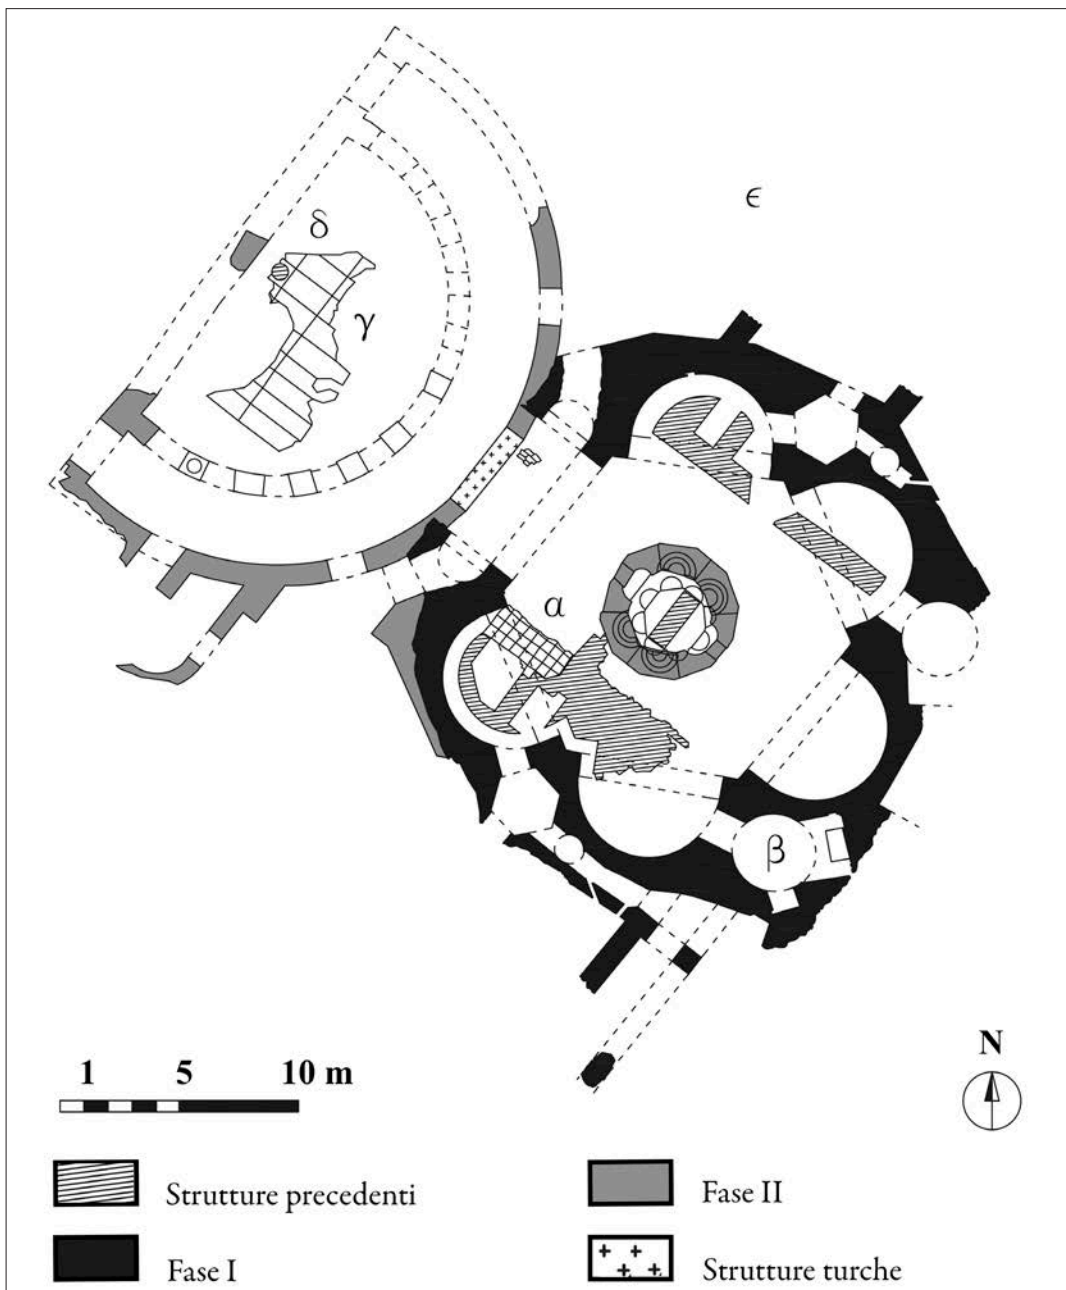 ϵ
δ
γ
α
β
1 5 10 m
N
Strutture precedenti
Fase II
Fase I
Strutture turche